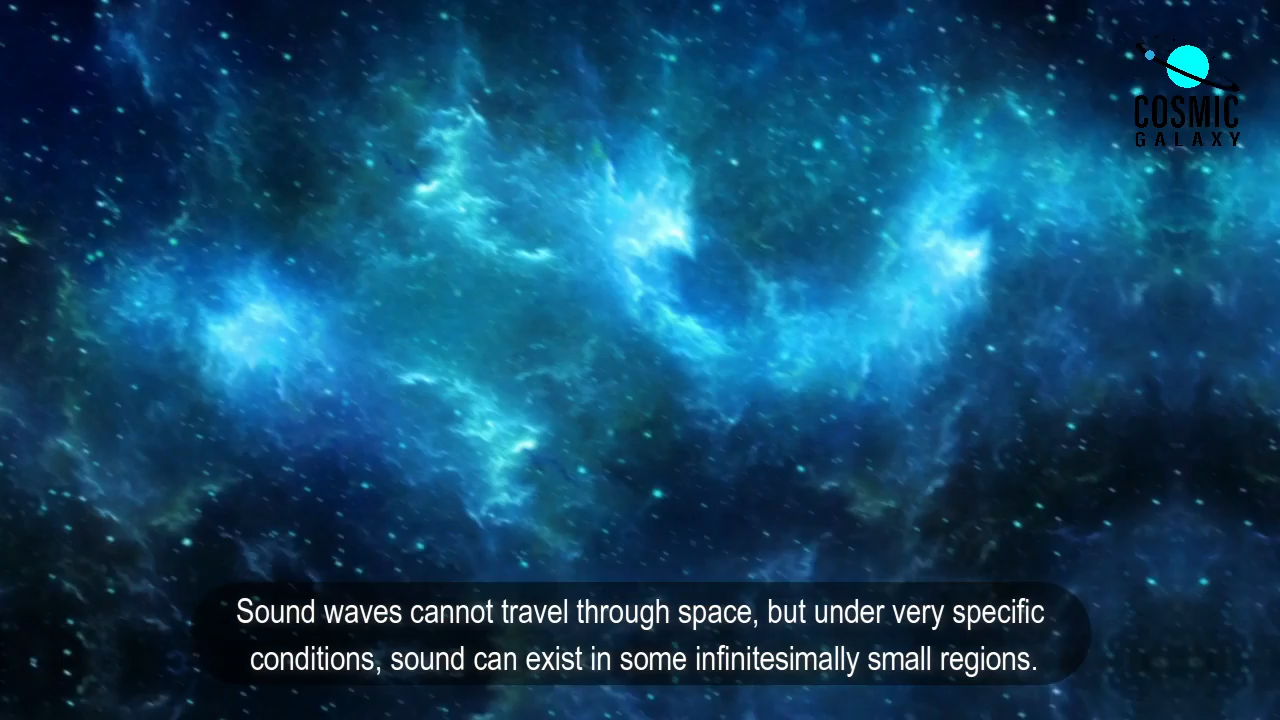 COSMIC
GALAXY
Sound waves cannot travel through space, but under very specific
conditions, sound can exist in some infinitesimally small regions.